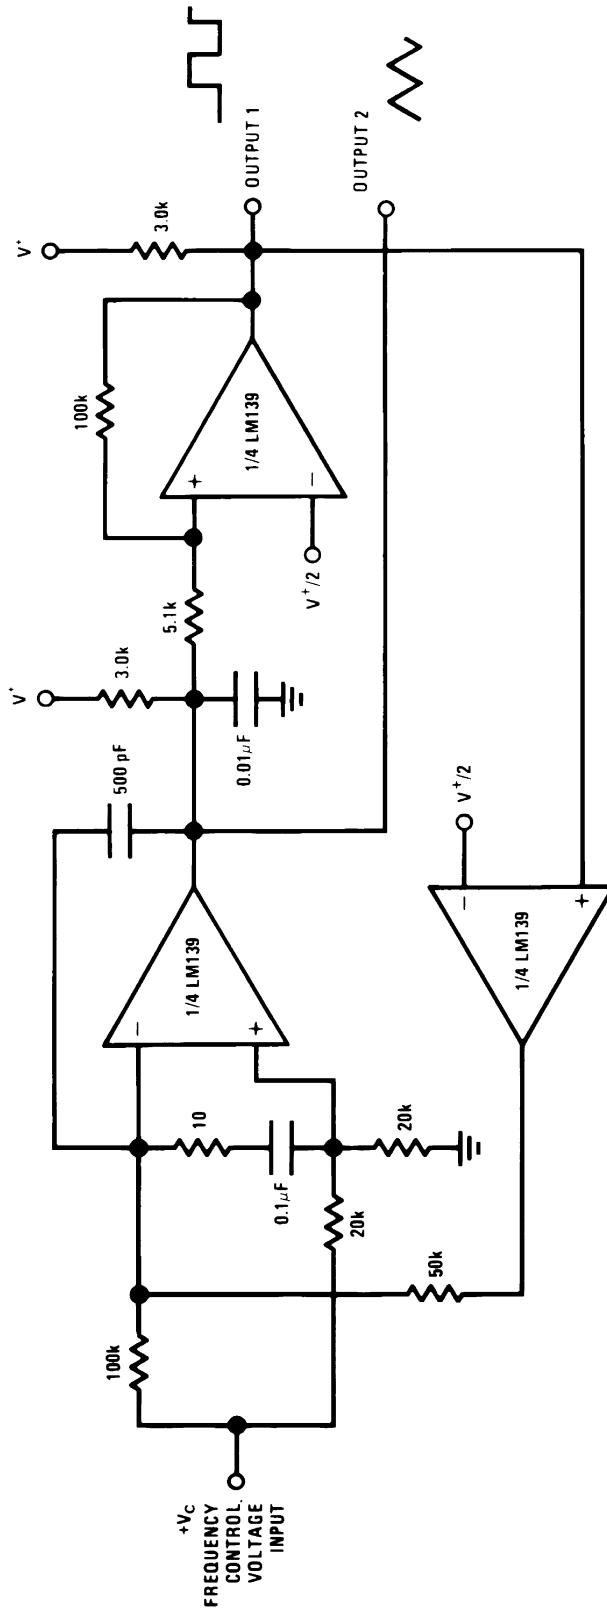 V+
3.0k
100k
OUTPUT 1
+
1/4 LM139
−
V+/2
5.1k
OUTPUT 2
V+
3.0k
0.01μF
500 pF
−
1/4 LM139
+
V+/2
−
1/4 LM139
+
10
0.1μF
20k
20k
50k
100k
+VC
FREQUENCY
CONTROL.
VOLTAGE
INPUT